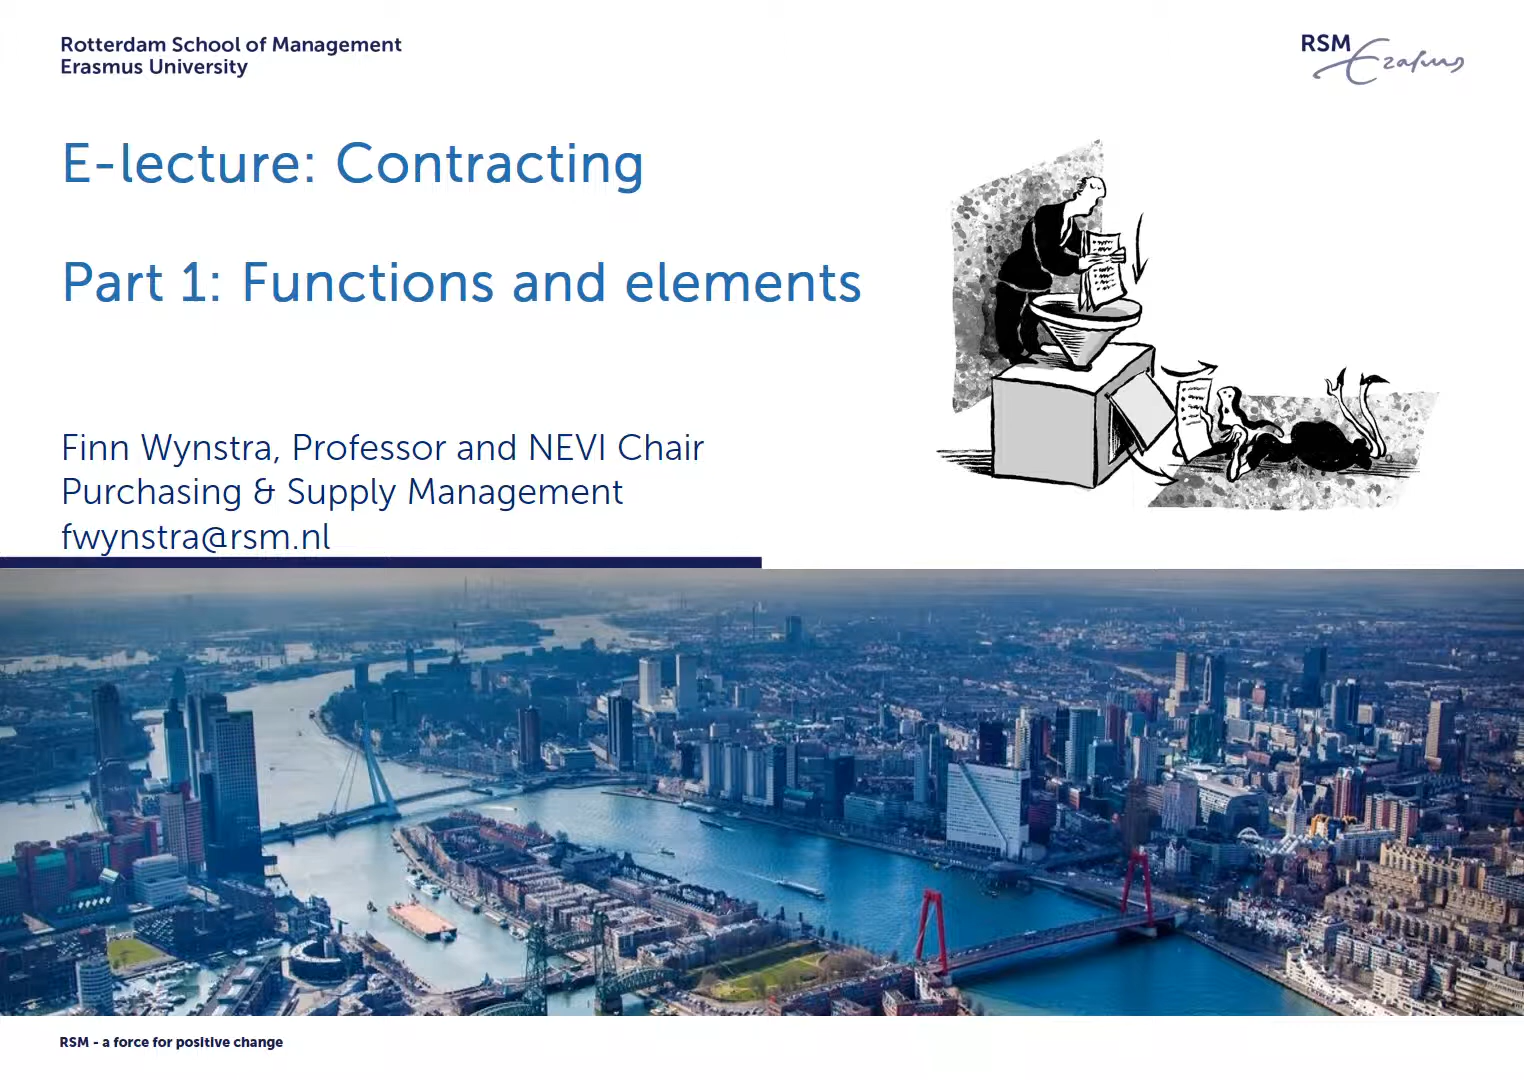 Rotterdam School of Management
Erasmus University
RSM
Erasmus
E-lecture: Contracting
Part 1: Functions and elements
Finn Wynstra, Professor and NEVI Chair
Purchasing & Supply Management
fwynstra@rsm.nl
RSM - a force for positive change